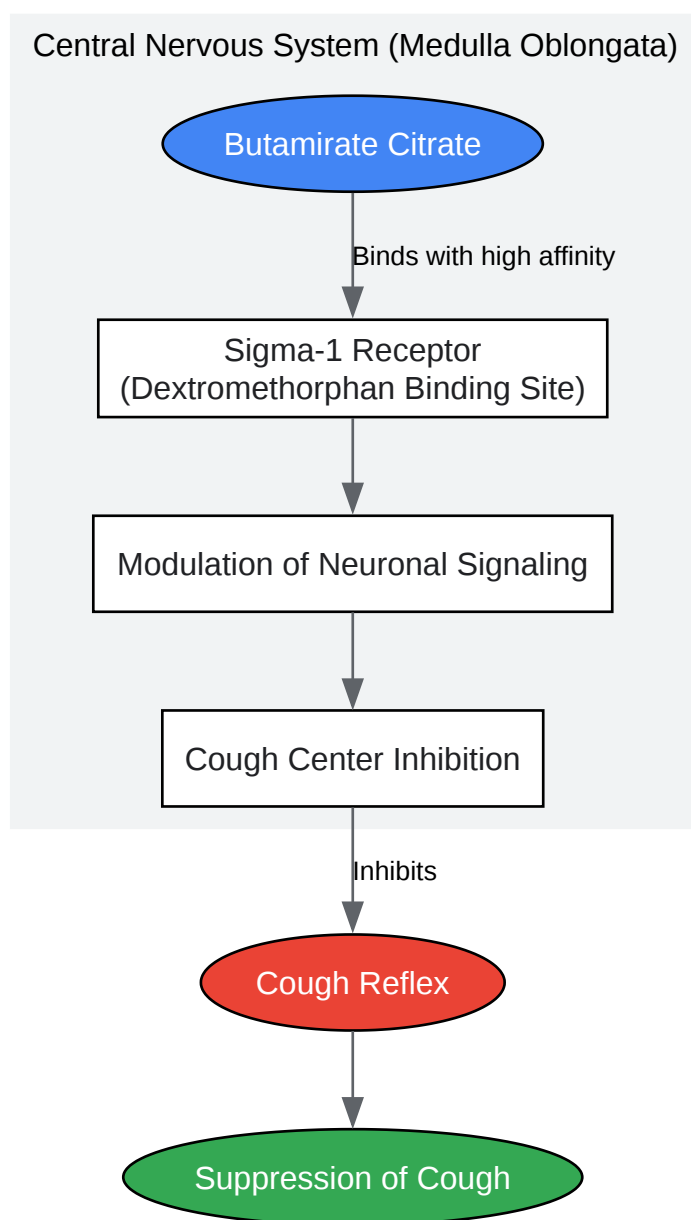 Central Nervous System (Medulla Oblongata)
Butamirate Citrate
Binds with high affinity
Sigma-1 Receptor
(Dextromethorphan Binding Site)
Modulation of Neuronal Signaling
Cough Center Inhibition
Inhibits
Cough Reflex
Suppression of Cough